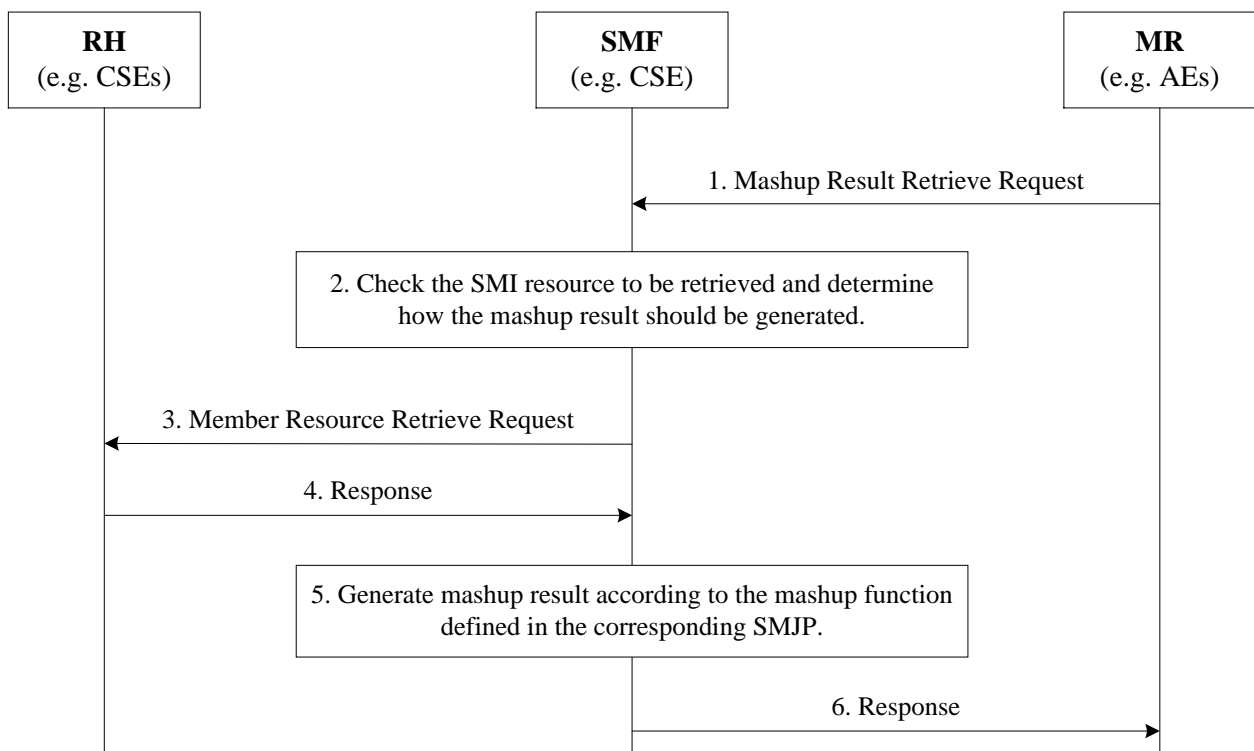 RH
(e.g. CSEs)
SMF
(e.g. CSE)
MR
(e.g. AEs)
1. Mashup Result Retrieve Request
2. Check the SMI resource to be retrieved and determine
how the mashup result should be generated.
3. Member Resource Retrieve Request
4. Response
5. Generate mashup result according to the mashup function
defined in the corresponding SMJP.
6. Response